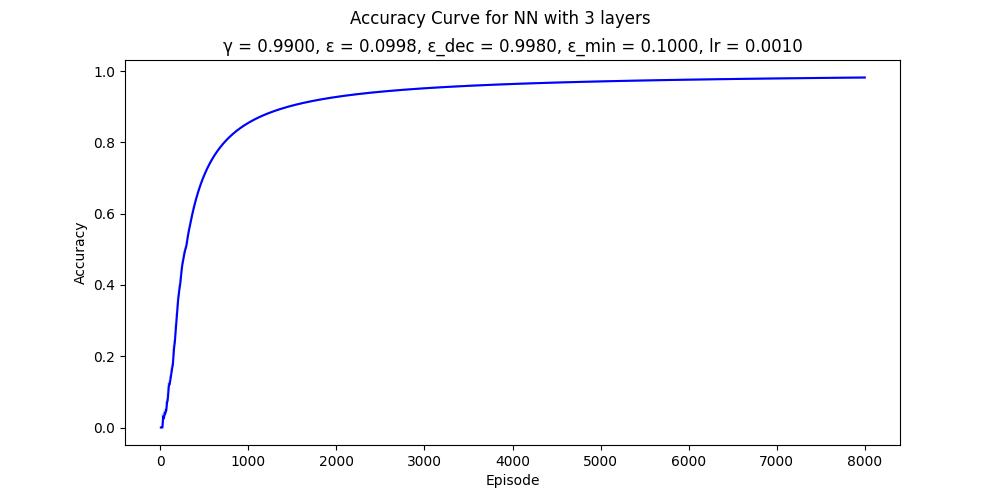 Accuracy Curve for NN with 3 layers
γ = 0.9900, ε = 0.0998, ε_dec = 0.9980, ε_min = 0.1000, lr = 0.0010
1.0
0.8
0.6
0.4
0.2
0.0
Accuracy
0 1000 2000 3000 4000 5000 6000 7000 8000
Episode